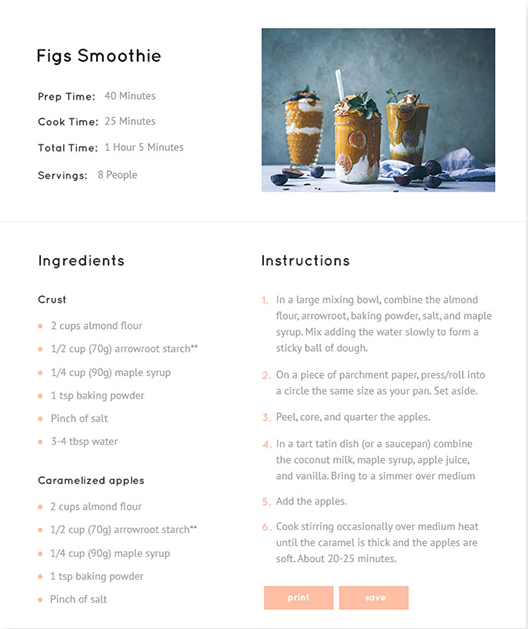 Figs Smoothie
Prep Time: 40 Minutes
Cook Time: 25 Minutes
Total Time: 1 Hour 5 Minutes
Servings: 8 People
Ingredients
Crust
2 cups almond flour
1/2 cup (70g) arrowroot starch**
1/4 cup (90g) maple syrup
1 tsp baking powder
Pinch of salt
3-4 tbsp water
Caramelized apples
2 cups almond flour
1/2 cup (70g) arrowroot starch**
1/4 cup (90g) maple syrup
1 tsp baking powder
Pinch of salt
Instructions
1. In a large mixing bowl, combine the almond
flour, arrowroot, baking powder, salt, and maple
syrup. Mix adding the water slowly to form a
sticky ball of dough.
2. On a piece of parchment paper, press/roll into
a circle the same size as your pan. Set aside.
3. Peel, core, and quarter the apples.
4. In a tart tatin dish (or a saucepan) combine
the coconut milk, maple syrup, apple juice,
and vanilla. Bring to a simmer over medium
5. Add the apples.
6. Cook stirring occasionally over medium heat
until the caramel is thick and the apples are
soft. About 20-25 minutes.
print
save